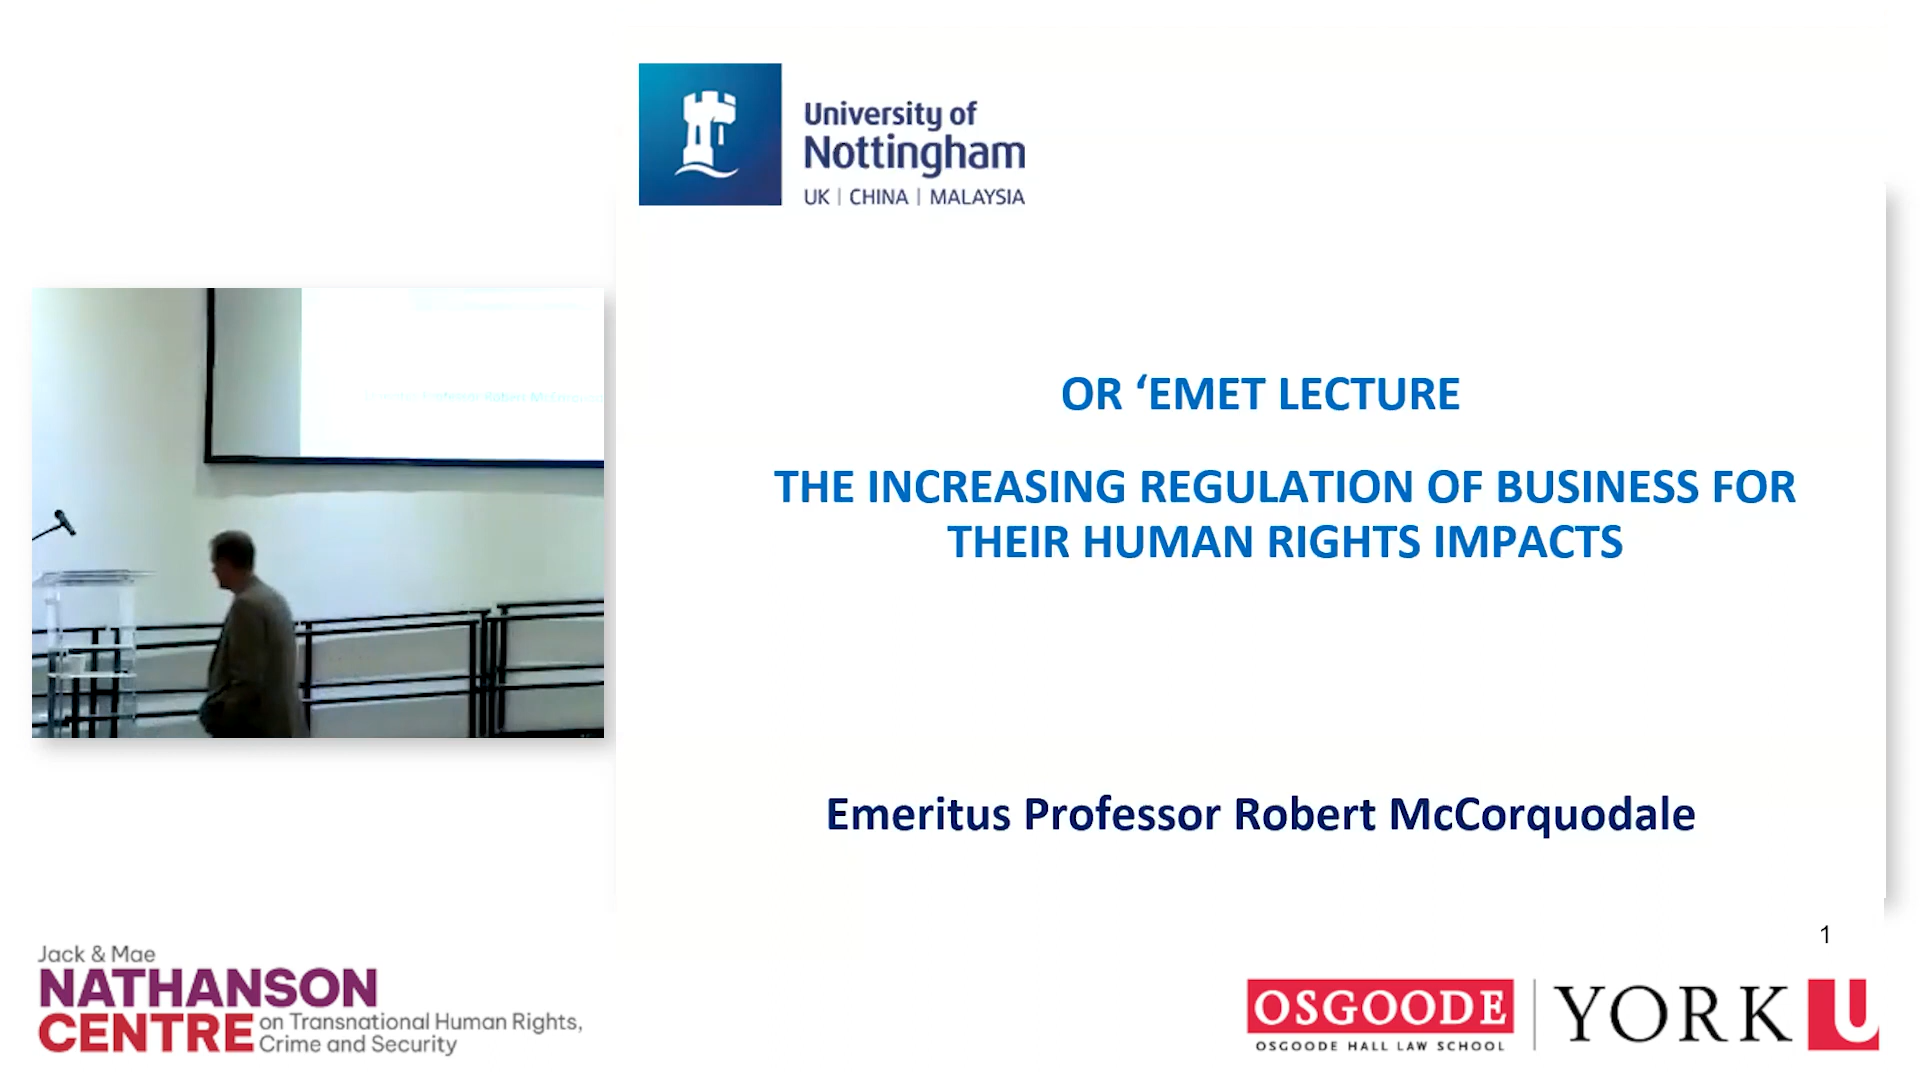 University of
Nottingham
UK | CHINA | MALAYSIA
OR ‘EMET LECTURE
THE INCREASING REGULATION OF BUSINESS FOR
THEIR HUMAN RIGHTS IMPACTS
Emeritus Professor Robert McCorquodale
1
Jack & Mae
NATHANSON
CENTRE on Transnational Human Rights,
Crime and Security
OSGOODE
OSGOODE HALL LAW SCHOOL
YORK U